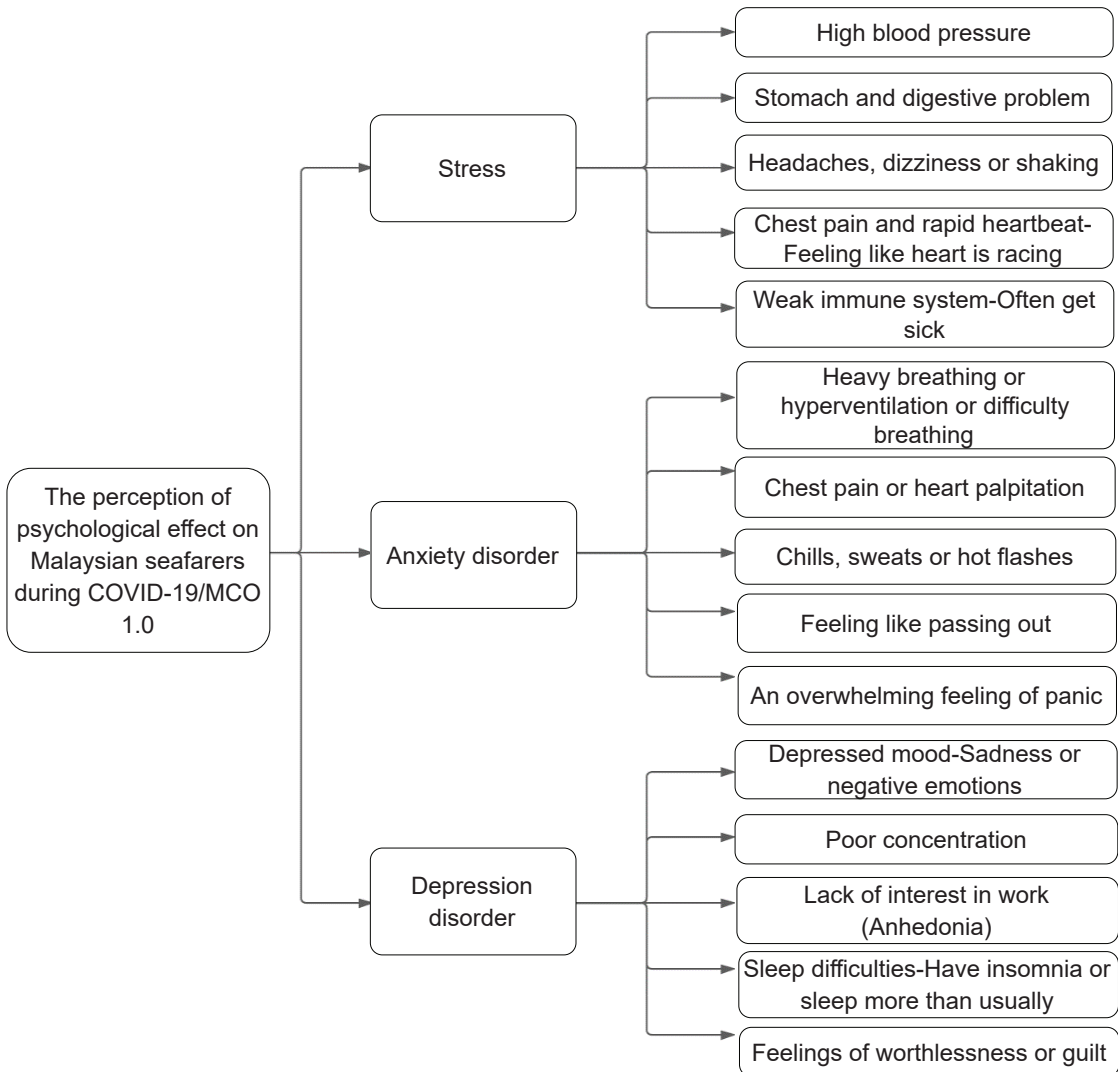 High blood pressure
Stomach and digestive problem
Stress
Headaches, dizziness or shaking
Chest pain and rapid heartbeat-
Feeling like heart is racing
Weak immune system-Often get
sick
Heavy breathing or
hyperventilation or difficulty
breathing
The perception of
psychological effect on
Malaysian seafarers
during COVID-19/MCO
1.0
Chest pain or heart palpitation
Anxiety disorder
Chills, sweats or hot flashes
Feeling like passing out
An overwhelming feeling of panic
Depressed mood-Sadness or
negative emotions
Poor concentration
Depression
disorder
Lack of interest in work
(Anhedonia)
Sleep difficulties-Have insomnia or
sleep more than usually
Feelings of worthlessness or guilt